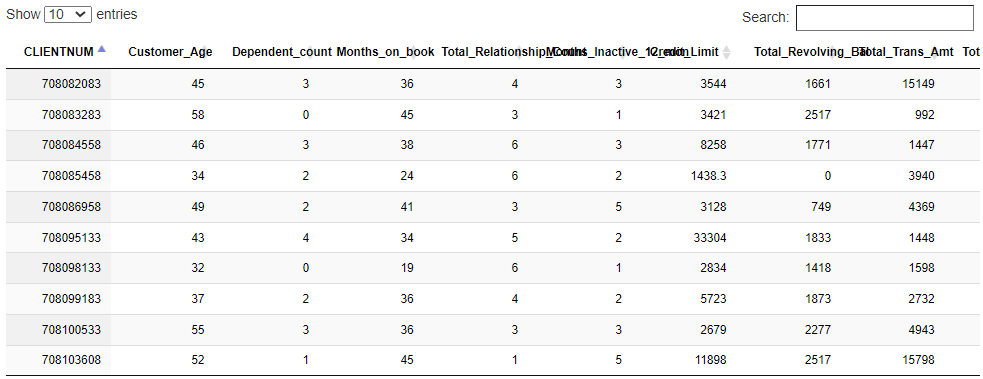 Show 10 entries Search:
CLIENTNUM Customer_Age Dependent_count Months_on_book Total_Relationship_Count Months_Inactive_12_mon Credit_Limit Total_Revolving_Bal Total_Trans_Amt Tot
708082083 45 3 36 4 3 3544 1661 15149
708083283 58 0 45 3 1 3421 2517 992
708084558 46 3 38 6 3 8258 1771 1447
708085458 34 2 24 6 2 1438.3 0 3940
708086958 49 2 41 3 5 3128 749 4369
708095133 43 4 34 5 2 33304 1833 1448
708098133 32 0 19 6 1 2834 1418 1598
708099183 37 2 36 4 2 5723 1873 2732
708100533 55 3 36 3 3 2679 2277 4943
708103608 52 1 45 1 5 11898 2517 15798